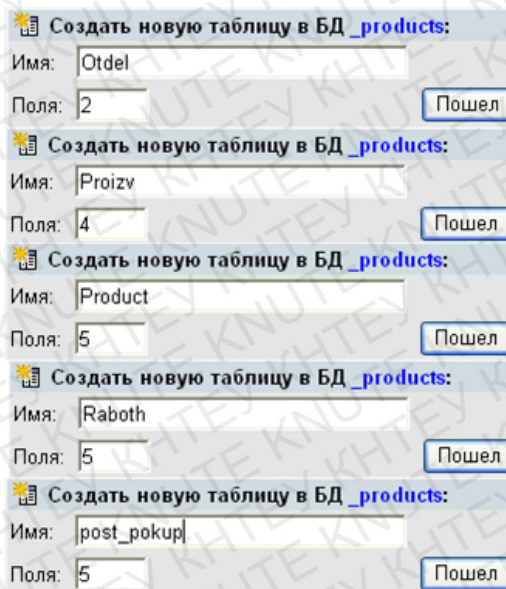 Создать новую таблицу в БД _products:
Имя: Otdel
Поля: 2 Пошел
Создать новую таблицу в БД _products:
Имя: Proizv
Поля: 4 Пошел
Создать новую таблицу в БД _products:
Имя: Product
Поля: 5 Пошел
Создать новую таблицу в БД _products:
Имя: Raboth
Поля: 5 Пошел
Создать новую таблицу в БД _products:
Имя: post_pokup
Поля: 5 Пошел